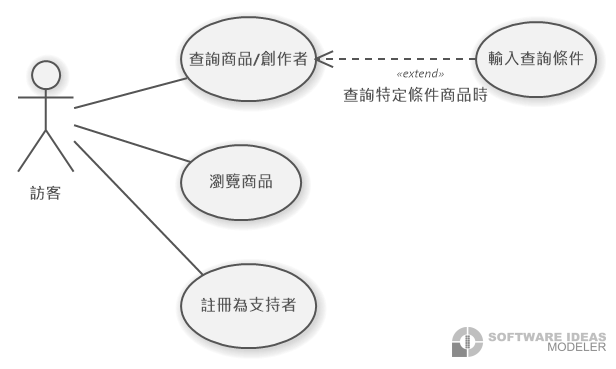 查詢商品/創作者
輸入查詢條件
«extend»
查詢特定條件商品時
瀏覽商品
訪客
註冊為支持者
SOFTWARE IDEAS
MODELER